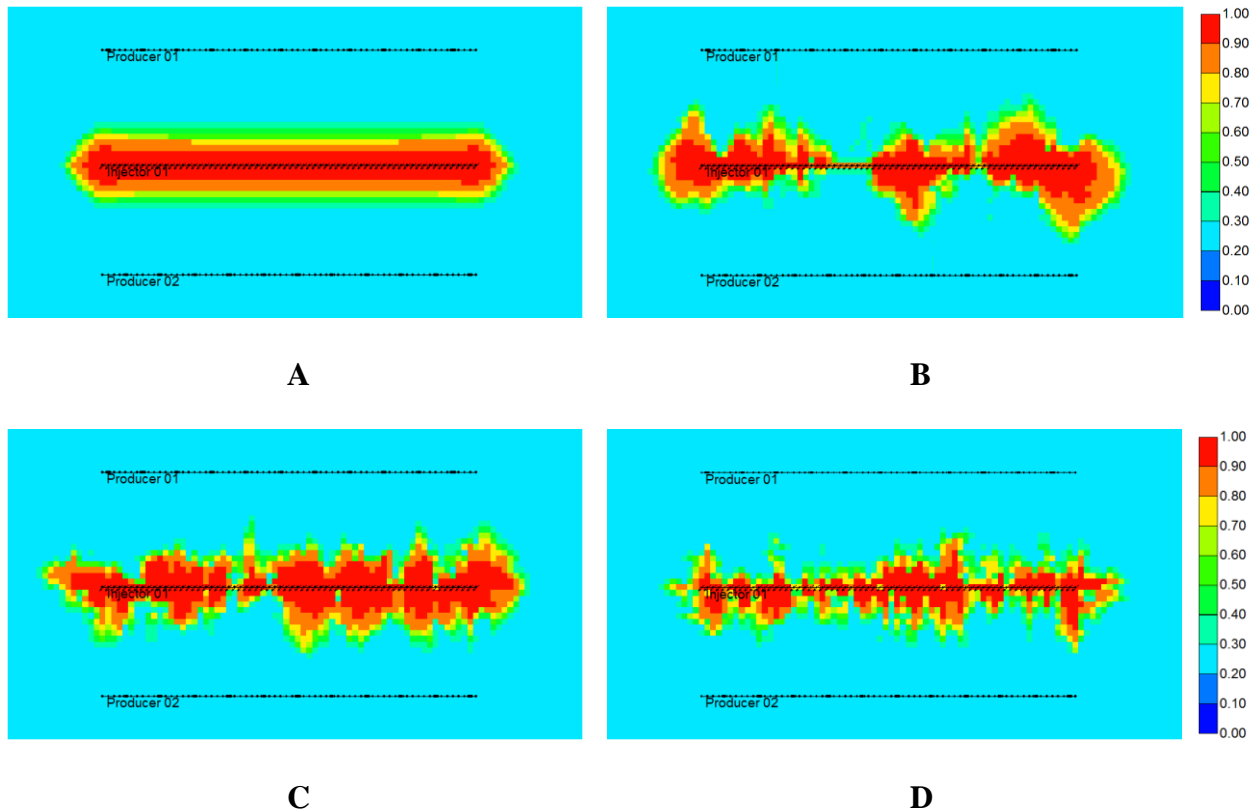 Producer 01
Injector 01
Producer 02
A
Producer 01
Injector 01
Producer 02
1.00
0.90
0.80
0.70
0.60
0.50
0.40
0.30
0.20
0.10
0.00
B
Producer 01
Injector 01
Producer 02
C
Producer 01
Injector 01
Producer 02
1.00
0.90
0.80
0.70
0.60
0.50
0.40
0.30
0.20
0.10
0.00
D